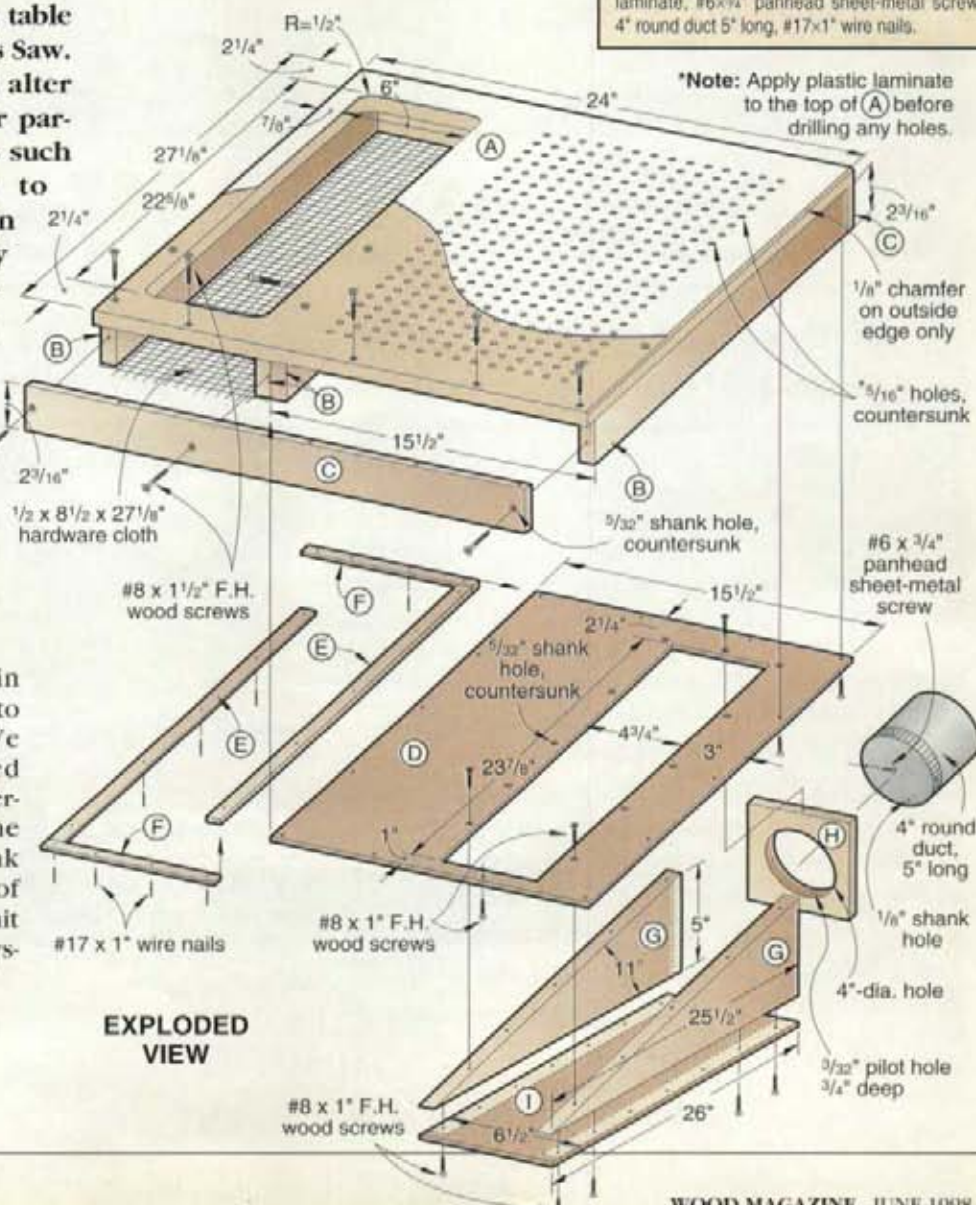 table
s Saw.
alter
r par-
such
to
n
y
laminate, #6×3/4" panhead sheet-metal screw
4" round duct 5" long, #17×1" wire nails.
*Note: Apply plastic laminate
to the top of Ⓐ before
drilling any holes.
R=1/2"
2 1/4"
6"
24"
7/8"
Ⓐ
27 1/8"
22 5/8"
2 1/4"
2 3/16"
Ⓒ
1/8" chamfer
on outside
edge only
*5/16" holes,
countersunk
Ⓑ
Ⓑ
15 1/2"
Ⓑ
Ⓒ
2 3/16"
1/2 x 8 1/2 x 27 1/8"
hardware cloth
5/32" shank hole,
countersunk
#8 x 1 1/2" F.H.
wood screws
#6 x 3/4"
panhead
sheet-metal
screw
15 1/2"
2 1/4"
5/32" shank
hole,
countersunk
Ⓕ
Ⓔ
Ⓔ
Ⓕ
Ⓓ
4 3/4"
3"
23 7/8"
1"
Ⓗ
4" round
duct,
5" long
1/8" shank
hole
4"-dia. hole
3/32" pilot hole
3/4" deep
#17 x 1" wire nails
#8 x 1" F.H.
wood screws
Ⓖ
5"
11°
Ⓖ
25 1/2"
Ⓘ
26"
6 1/2"
#8 x 1" F.H.
wood screws
in
to
/c
ed
er-
ne
nk
of
nit
ys-
EXPLODED
VIEW
WOOD MAGAZINE JUNE 1998